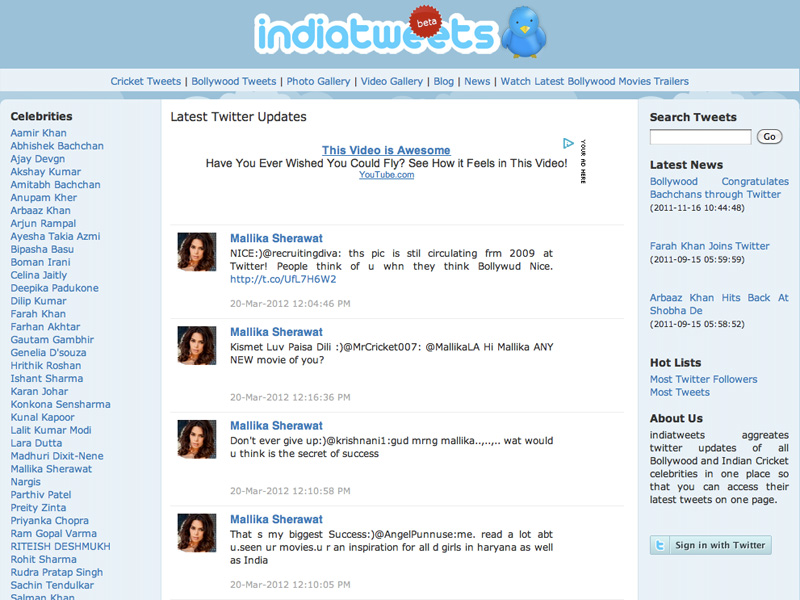 indiatweets
beta
Cricket Tweets | Bollywood Tweets | Photo Gallery | Video Gallery | Blog | News | Watch Latest Bollywood Movies Trailers
Celebrities
Aamir Khan
Abhishek Bachchan
Ajay Devgn
Akshay Kumar
Amitabh Bachchan
Anupam Kher
Arbaaz Khan
Arjun Rampal
Ayesha Takia Azmi
Bipasha Basu
Boman Irani
Celina Jaitly
Deepika Padukone
Dilip Kumar
Farah Khan
Farhan Akhtar
Gautam Gambhir
Genelia D'souza
Hrithik Roshan
Ishant Sharma
Karan Johar
Konkona Sensharma
Kunal Kapoor
Lalit Kumar Modi
Lara Dutta
Madhuri Dixit-Nene
Mallika Sherawat
Nargis
Parthiv Patel
Preity Zinta
Priyanka Chopra
Ram Gopal Varma
RITEISH DESHMUKH
Rohit Sharma
Rudra Pratap Singh
Sachin Tendulkar
Salman Khan
Latest Twitter Updates
This Video is Awesome
Have You Ever Wished You Could Fly? See How it Feels in This Video!
YouTube.com
YOUR AD HERE
Mallika Sherawat
NICE:)@recruitingdiva: ths pic is stil circulating frm 2009 at
Twitter! People think of u whn they think Bollywud Nice.
http://t.co/UfL7H6W2
20-Mar-2012 12:04:46 PM
Mallika Sherawat
Kismet Luv Paisa Dili :)@MrCricket007: @MallikaLA Hi Mallika ANY
NEW movie of you?
20-Mar-2012 12:16:36 PM
Mallika Sherawat
Don't ever give up:)@krishnani1:gud mrng mallika..,..,.. wat would
u think is the secret of success
20-Mar-2012 12:10:58 PM
Mallika Sherawat
That s my biggest Success:)@AngelPunnuse:me. read a lot abt
u.seen ur movies.u r an inspiration for all d girls in haryana as well
as India
20-Mar-2012 12:10:05 PM
Search Tweets
Go
Latest News
Bollywood Congratulates
Bachchans through Twitter
(2011-11-16 10:44:48)
Farah Khan Joins Twitter
(2011-09-15 05:59:59)
Arbaaz Khan Hits Back At
Shobha De
(2011-09-15 05:58:52)
Hot Lists
Most Twitter Followers
Most Tweets
About Us
indiatweets aggreates
twitter updates of all
Bollywood and Indian Cricket
celebrities in one place so
that you can access their
latest tweets on one page.
Sign in with Twitter